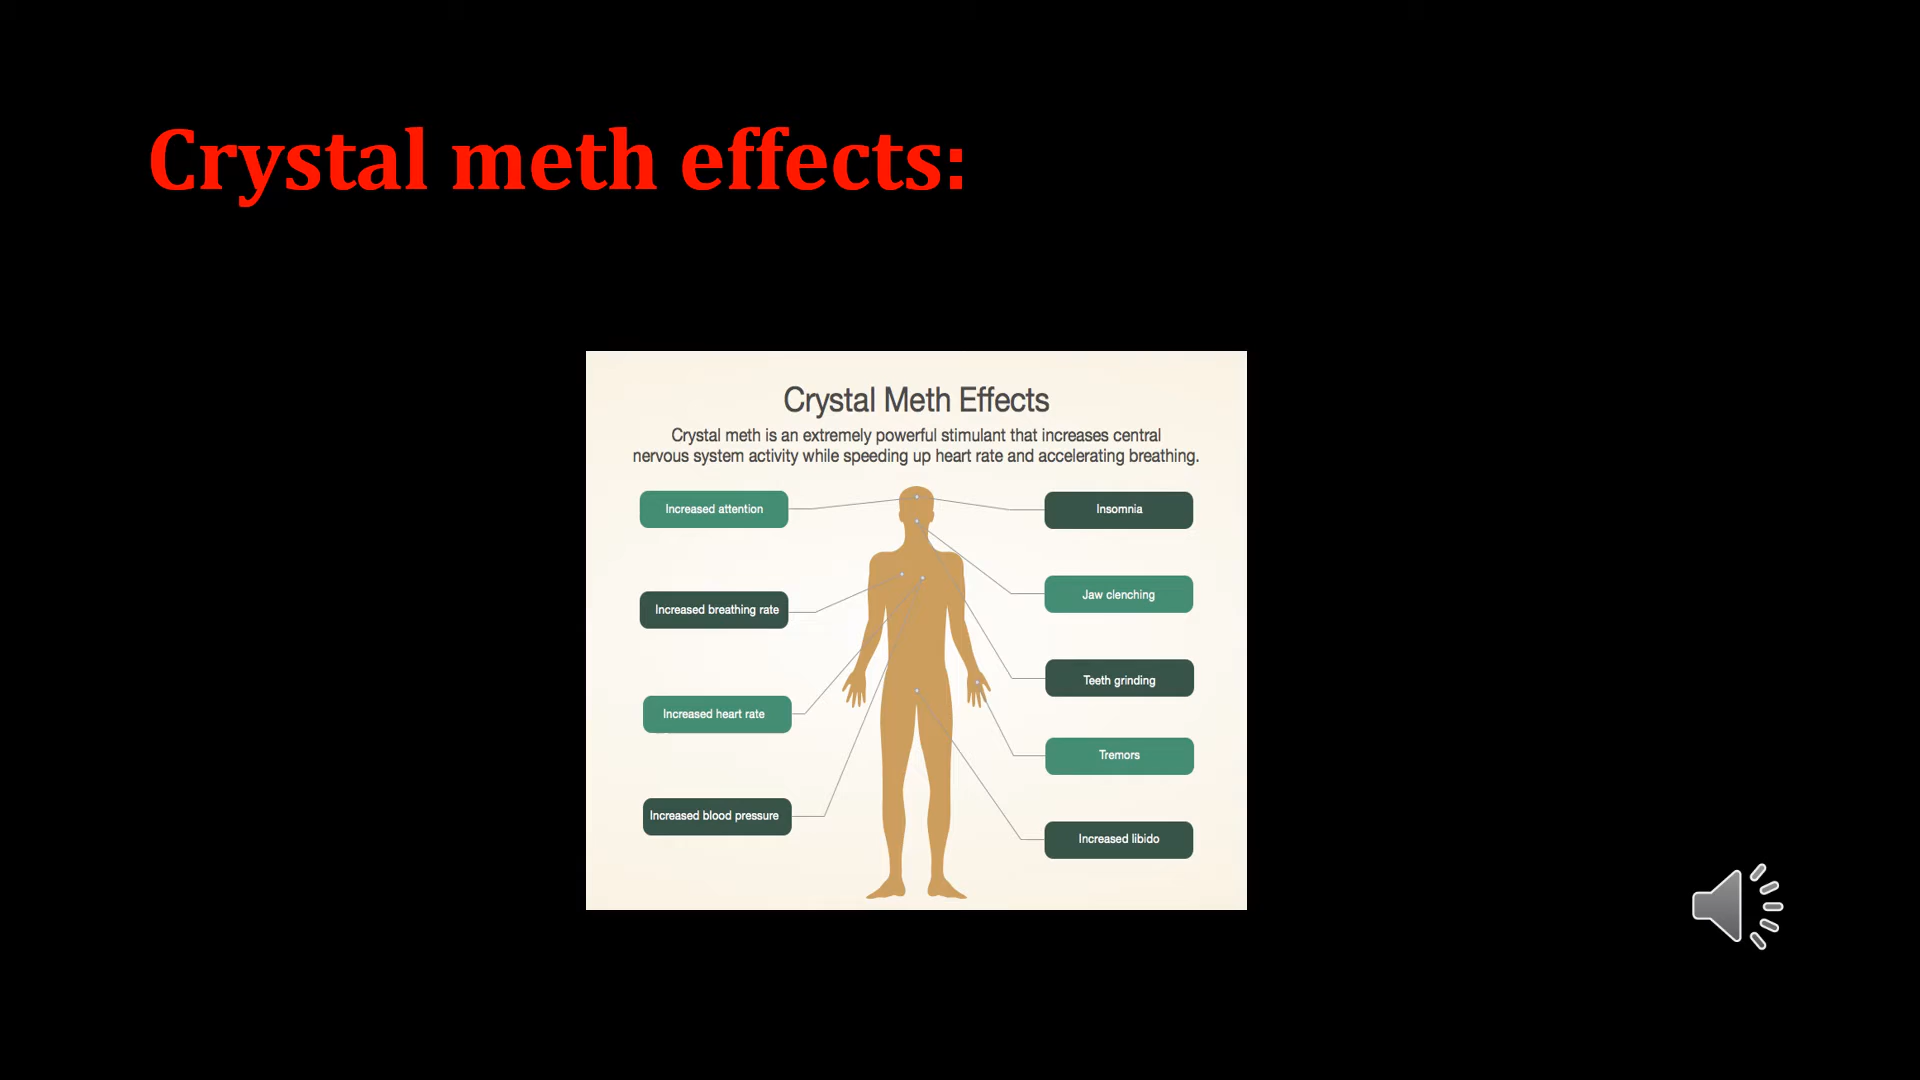 Crystal meth effects:
Crystal Meth Effects
Crystal meth is an extremely powerful stimulant that increases central
nervous system activity while speeding up heart rate and accelerating breathing.
Increased attention
Insomnia
Jaw clenching
Increased breathing rate
Teeth grinding
Increased heart rate
Tremors
Increased blood pressure
Increased libido